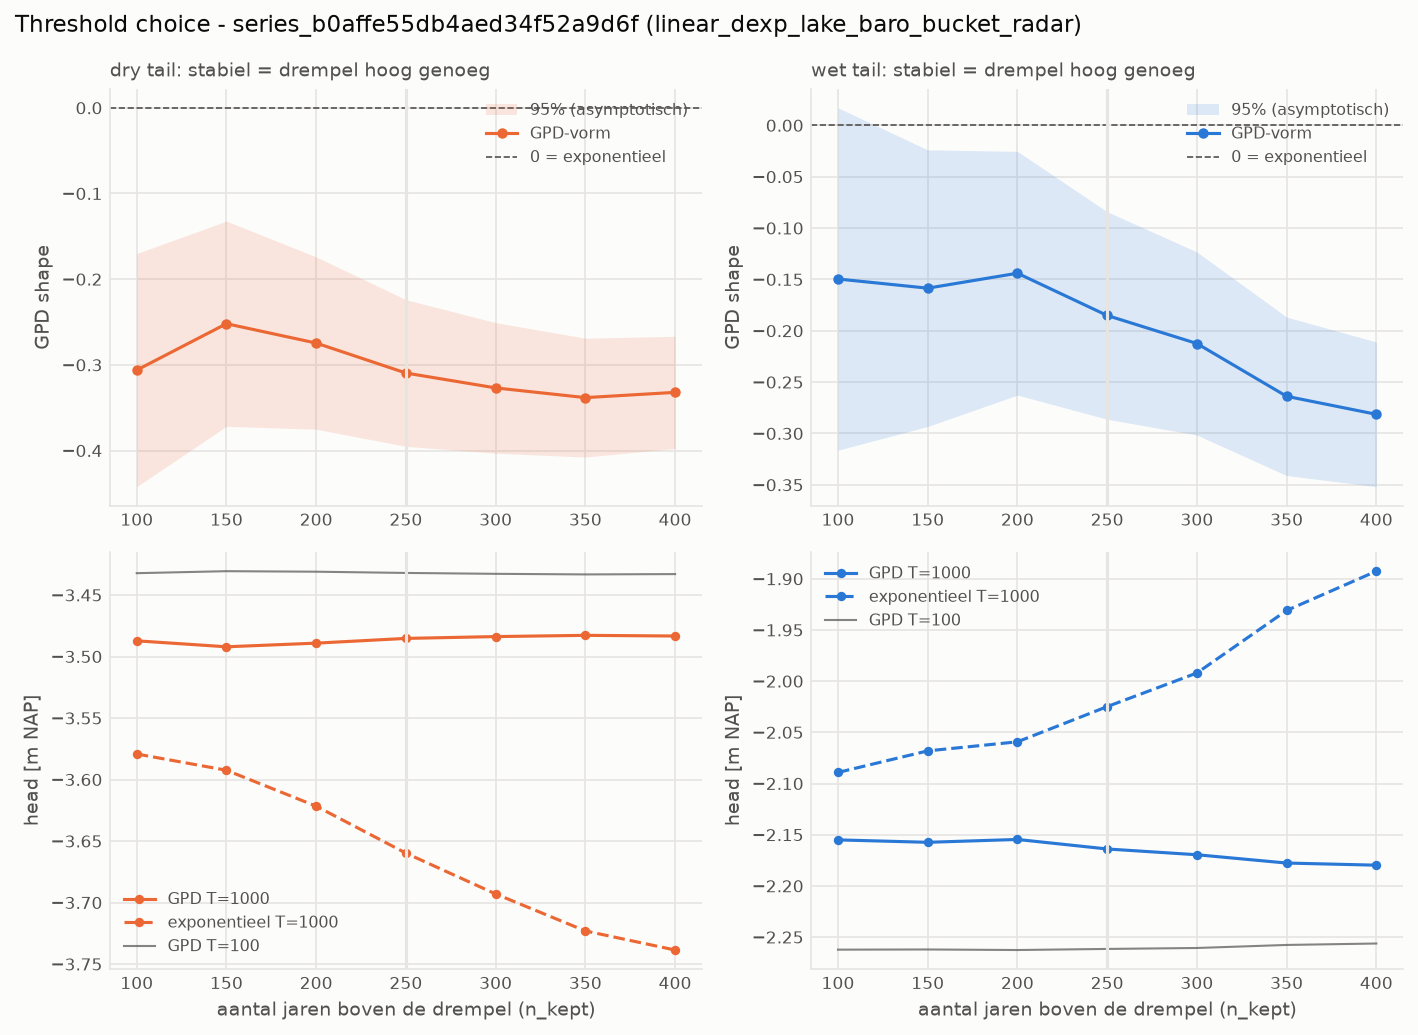 Threshold choice - series_b0affe55db4aed34f52a9d6f (linear_dexp_lake_baro_bucket_radar)
dry tail: stabiel = drempel hoog genoeg
GPD shape
0.0
−0.1
−0.2
−0.3
−0.4
100 150 200 250 300 350 400
95% (asymptotisch)
GPD-vorm
0 = exponentieel
wet tail: stabiel = drempel hoog genoeg
GPD shape
0.00
−0.05
−0.10
−0.15
−0.20
−0.25
−0.30
−0.35
100 150 200 250 300 350 400
95% (asymptotisch)
GPD-vorm
0 = exponentieel
head [m NAP]
−3.45
−3.50
−3.55
−3.60
−3.65
−3.70
−3.75
GPD T=1000
exponentieel T=1000
GPD T=100
100 150 200 250 300 350 400
aantal jaren boven de drempel (n_kept)
head [m NAP]
−1.90
−1.95
−2.00
−2.05
−2.10
−2.15
−2.20
−2.25
GPD T=1000
exponentieel T=1000
GPD T=100
100 150 200 250 300 350 400
aantal jaren boven de drempel (n_kept)